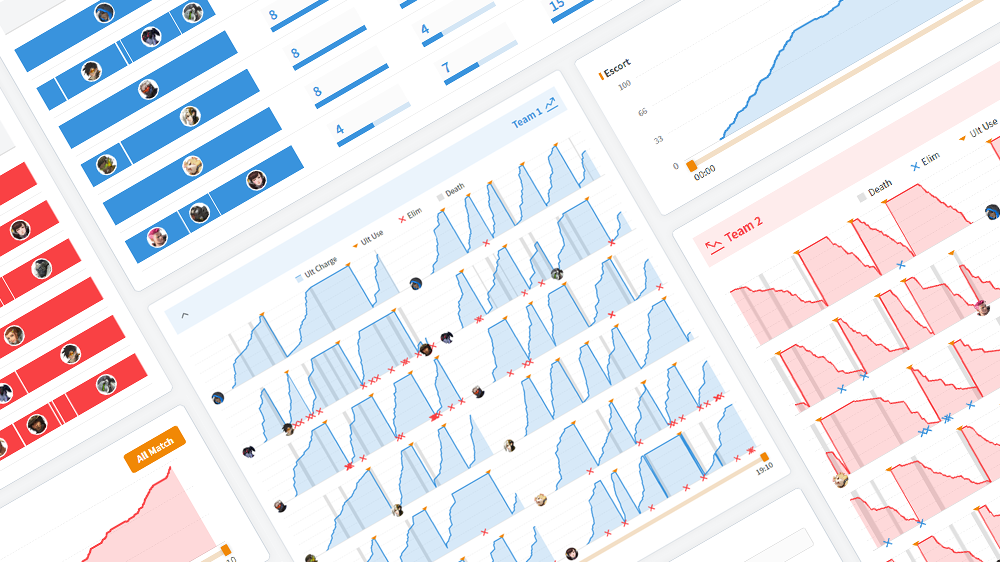 8
8
8
4
4
7
15
Team 1
Ult Charge
Ult Use
Elim
Death
19:10
Escort
100
66
33
0
00:00
Team 2
Death
Elim
Ult Use
All Match
10